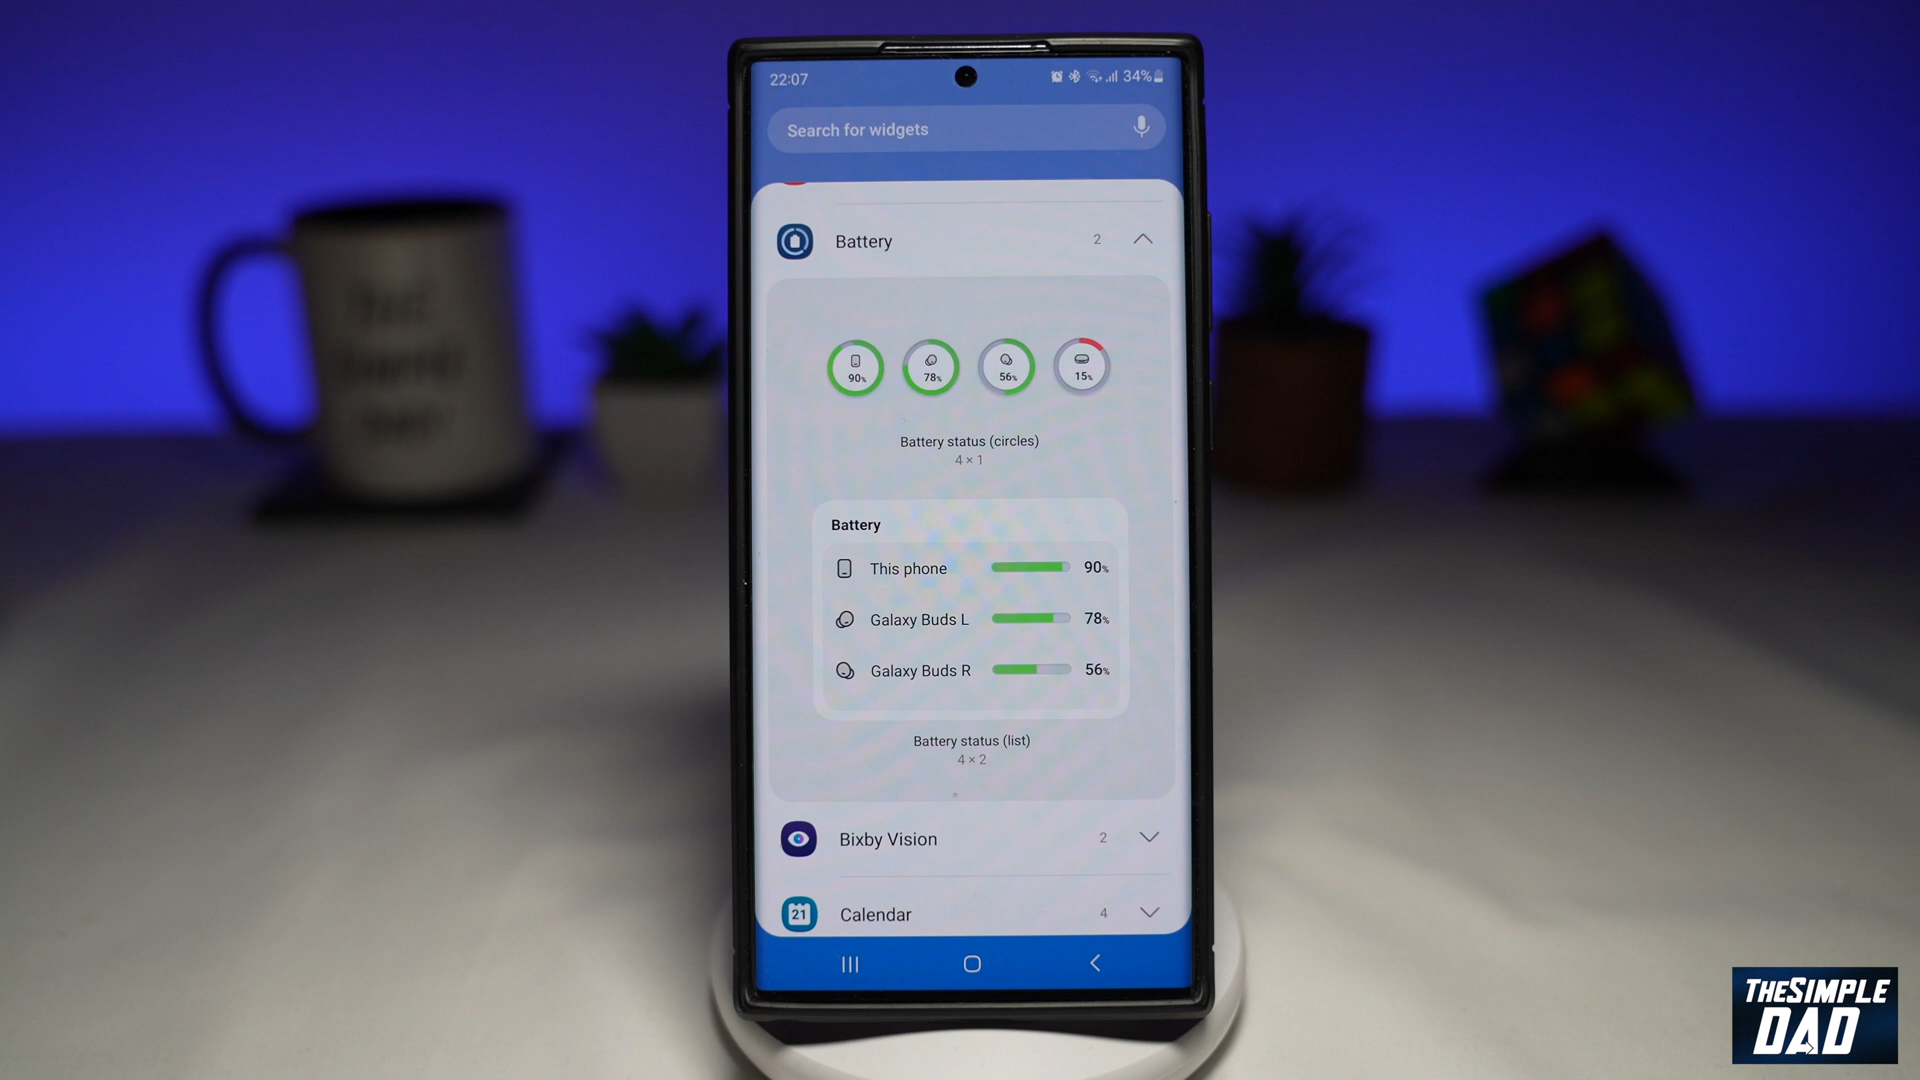 22:07
34%
Search for widgets
Battery 2
90%
78%
56%
15%
Battery status (circles)
4 × 1
Battery
This phone 90%
Galaxy Buds L 78%
Galaxy Buds R 56%
Battery status (list)
4 × 2
Bixby Vision 2
21 Calendar 4
THESIMPLE
DAD